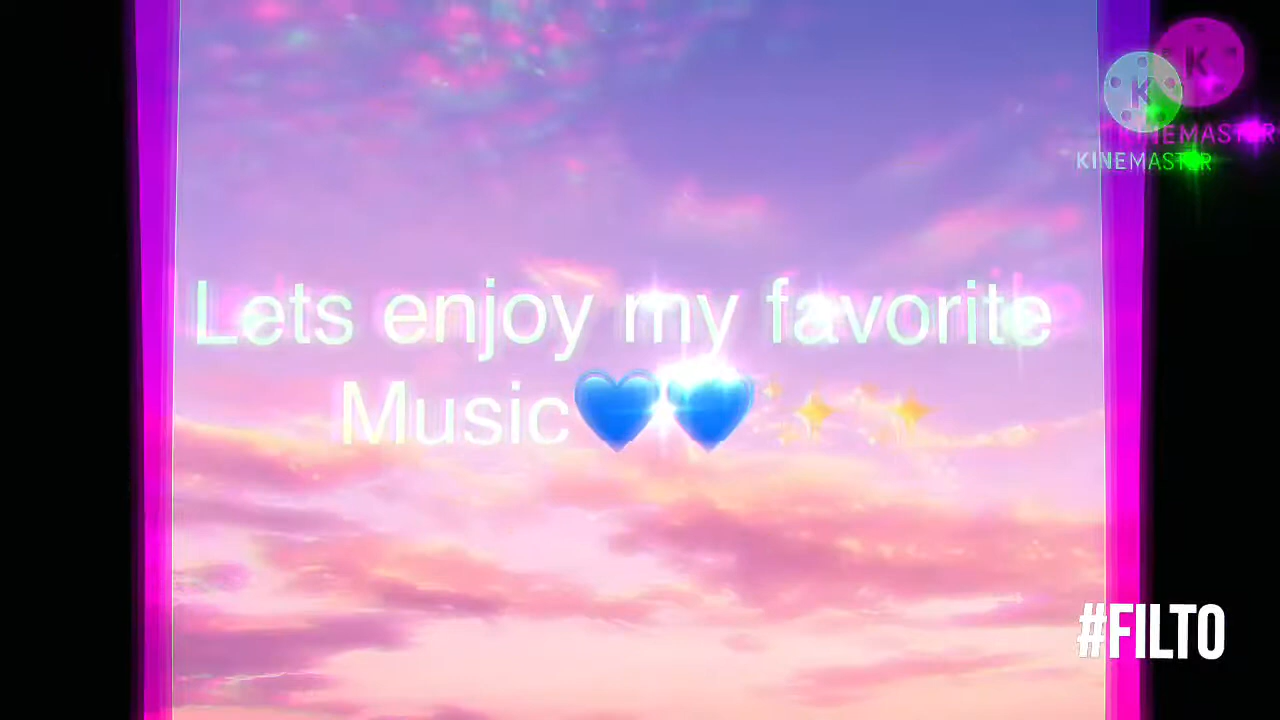 K
K
KINEMASTER
KINEMASTER
Lets enjoy my favorite
Music💙💙✨✨
#FILTO